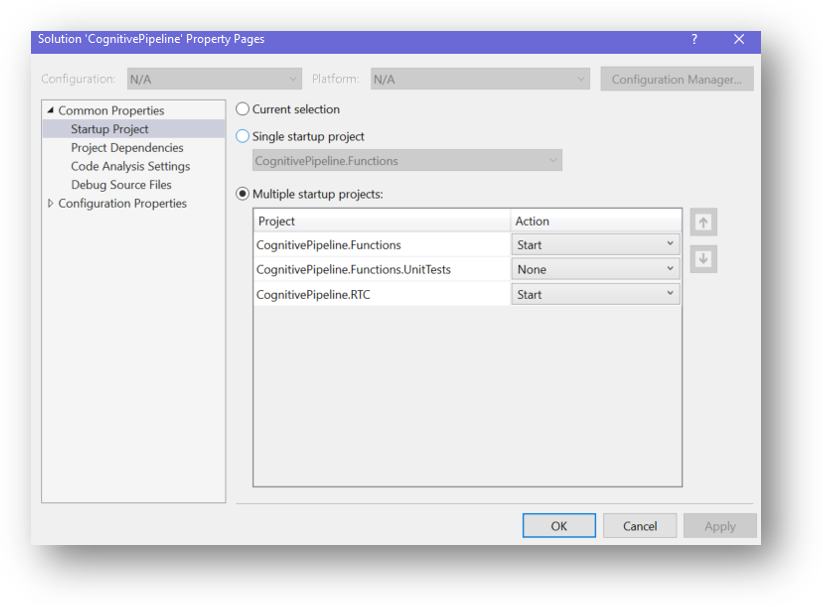 Solution 'CognitivePipeline' Property Pages
?
Configuration: N/A Platform: N/A Configuration Manager...
Common Properties
Startup Project
Project Dependencies
Code Analysis Settings
Debug Source Files
Configuration Properties
Current selection
Single startup project
CognitivePipeline.Functions
Multiple startup projects:
Project Action
CognitivePipeline.Functions Start
CognitivePipeline.Functions.UnitTests None
CognitivePipeline.RTC Start
OK Cancel Apply